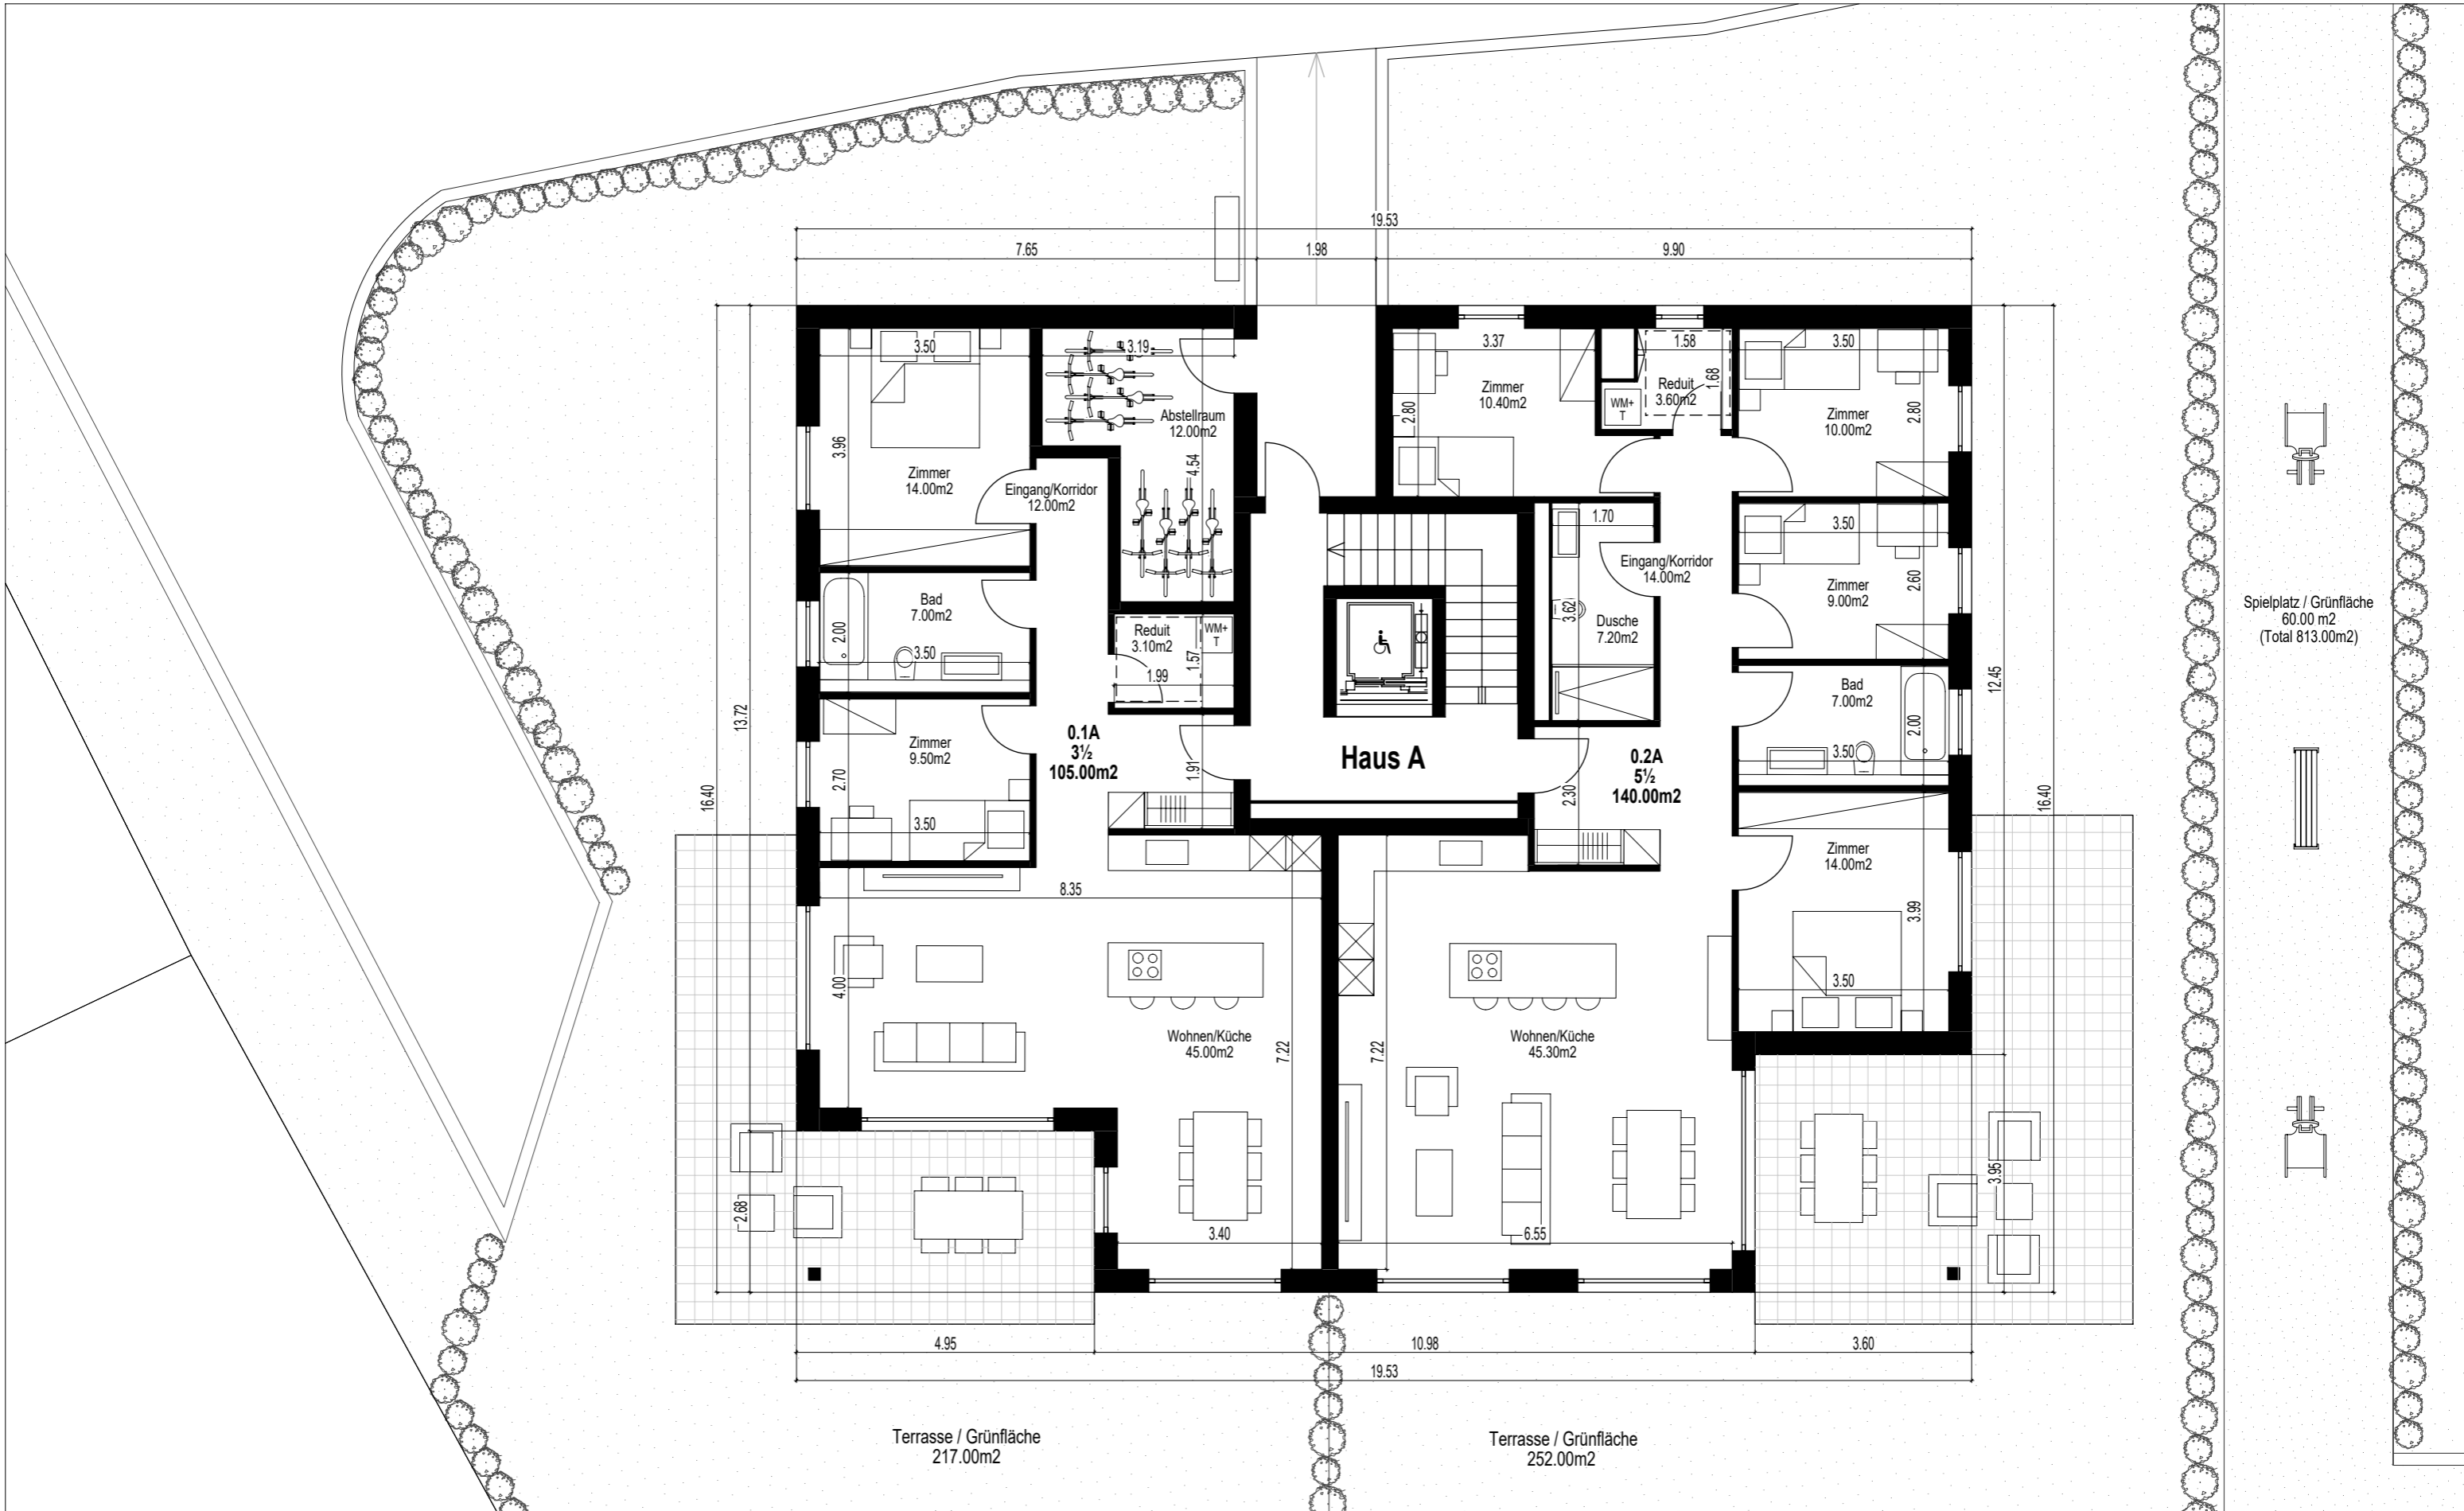 19.53
7.65
1.98
9.90
3.50
3.19
3.37
1.58
3.50
Zimmer
10.40m2
2.80
WM+
T
Reduit
3.60m2
1.68
Zimmer
10.00m2
2.80
Abstellraum
12.00m2
4.54
3.96
Zimmer
14.00m2
Eingang/Korridor
12.00m2
1.70
Eingang/Korridor
14.00m2
3.62
Dusche
7.20m2
3.50
Zimmer
9.00m2
2.60
Spielplatz / Grünfläche
60.00 m2
(Total 813.00m2)
Bad
7.00m2
2.00
3.50
Reduit
3.10m2
WM+
T
1.57
1.99
Bad
7.00m2
2.00
3.50
12.45
13.72
16.40
16.40
Zimmer
9.50m2
2.70
3.50
0.1A
3½
105.00m2
1.91
Haus A
0.2A
5½
140.00m2
2.30
Zimmer
14.00m2
3.99
3.50
8.35
4.00
Wohnen/Küche
45.00m2
7.22
7.22
Wohnen/Küche
45.30m2
2.68
3.40
6.55
3.95
4.95
10.98
3.60
19.53
Terrasse / Grünfläche
217.00m2
Terrasse / Grünfläche
252.00m2